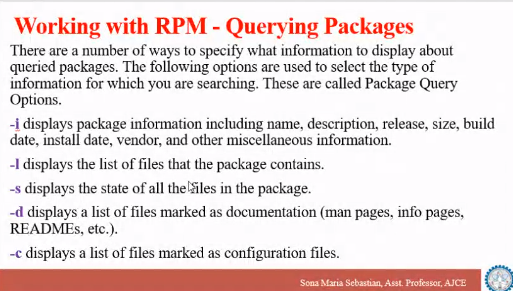 Working with RPM - Querying Packages
There are a number of ways to specify what information to display about
queried packages. The following options are used to select the type of
information for which you are searching. These are called Package Query
Options.
-i displays package information including name, description, release, size, build
date, install date, vendor, and other miscellaneous information.
-l displays the list of files that the package contains.
-s displays the state of all the files in the package.
-d displays a list of files marked as documentation (man pages, info pages,
READMEs, etc.).
-c displays a list of files marked as configuration files.
Sona Maria Sebastian, Asst. Professor, AJCE